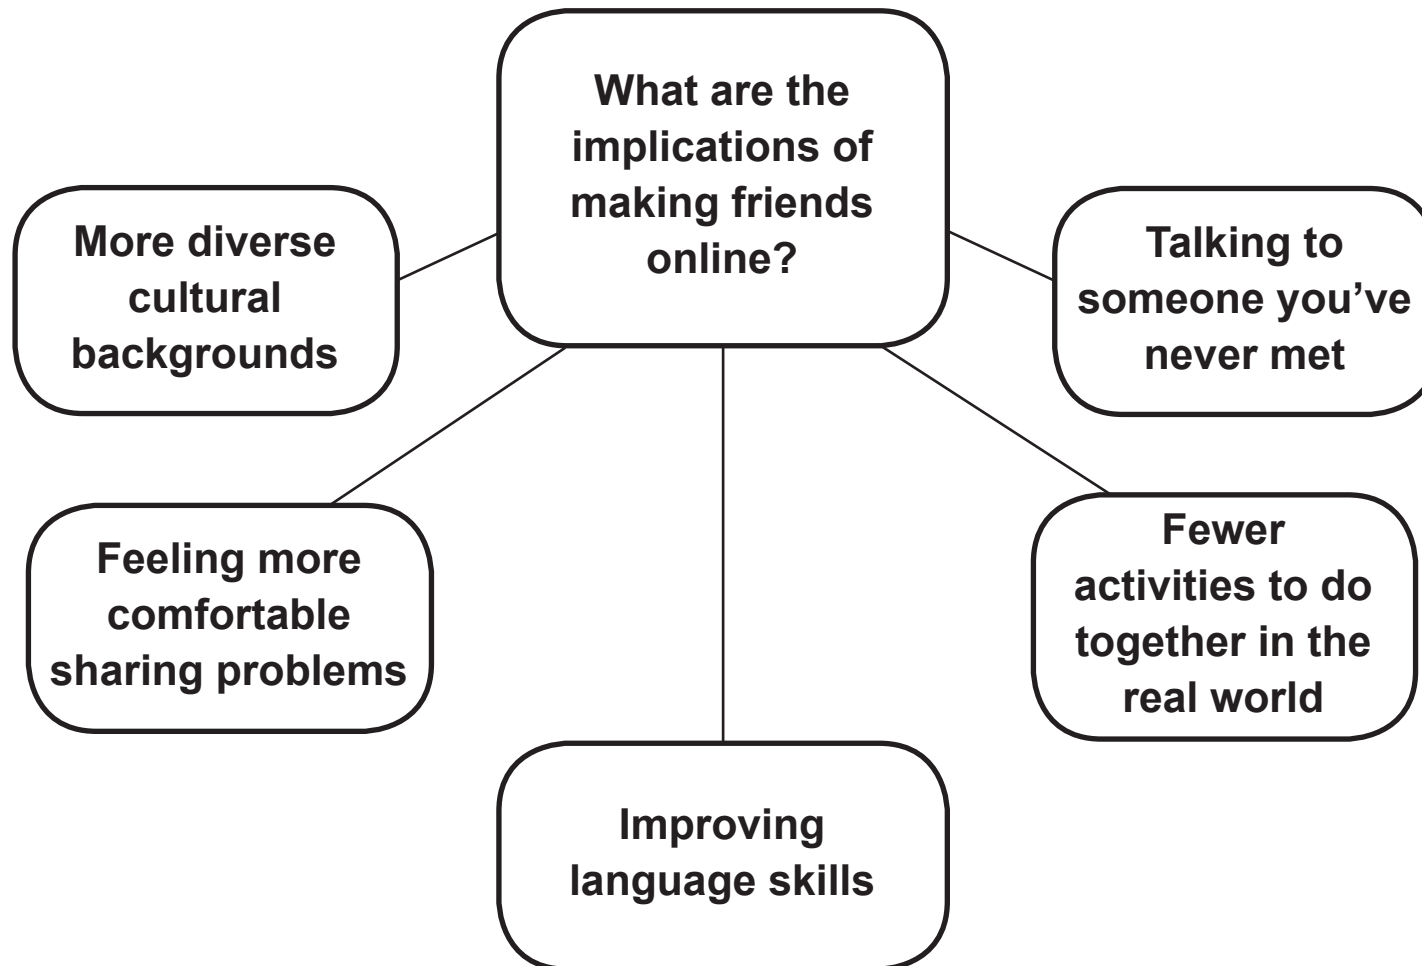 What are the
implications of
making friends
online?
More diverse
cultural
backgrounds
Talking to
someone you’ve
never met
Feeling more
comfortable
sharing problems
Fewer
activities to do
together in the
real world
Improving
language skills